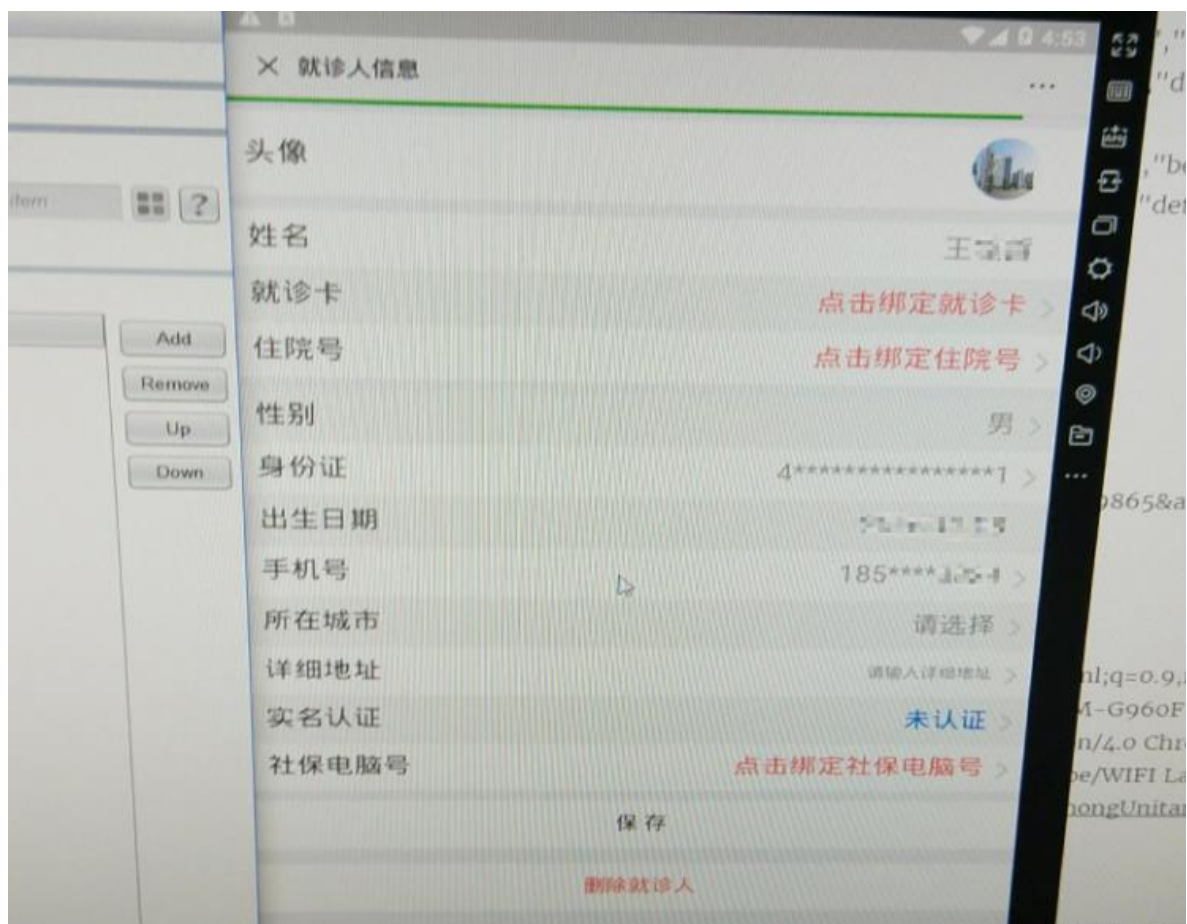 4:53
× 就诊人信息
...
头像
item
?
姓名
王
就诊卡
点击绑定就诊卡 >
住院号
点击绑定住院号 >
性别
男 >
身份证
4****************1 >
出生日期
手机号
185****
所在城市
请选择 >
详细地址
请输入详细地址 >
实名认证
未认证 >
社保电脑号
点击绑定社保电脑号 >
保存
删除就诊人
Add
Remove
Up
Down
","
,"d
,"be
"det
9865&a
ml;q=0.9,
M-G960F
n/4.0 Chr
pe/WIFI La
hongUnitar